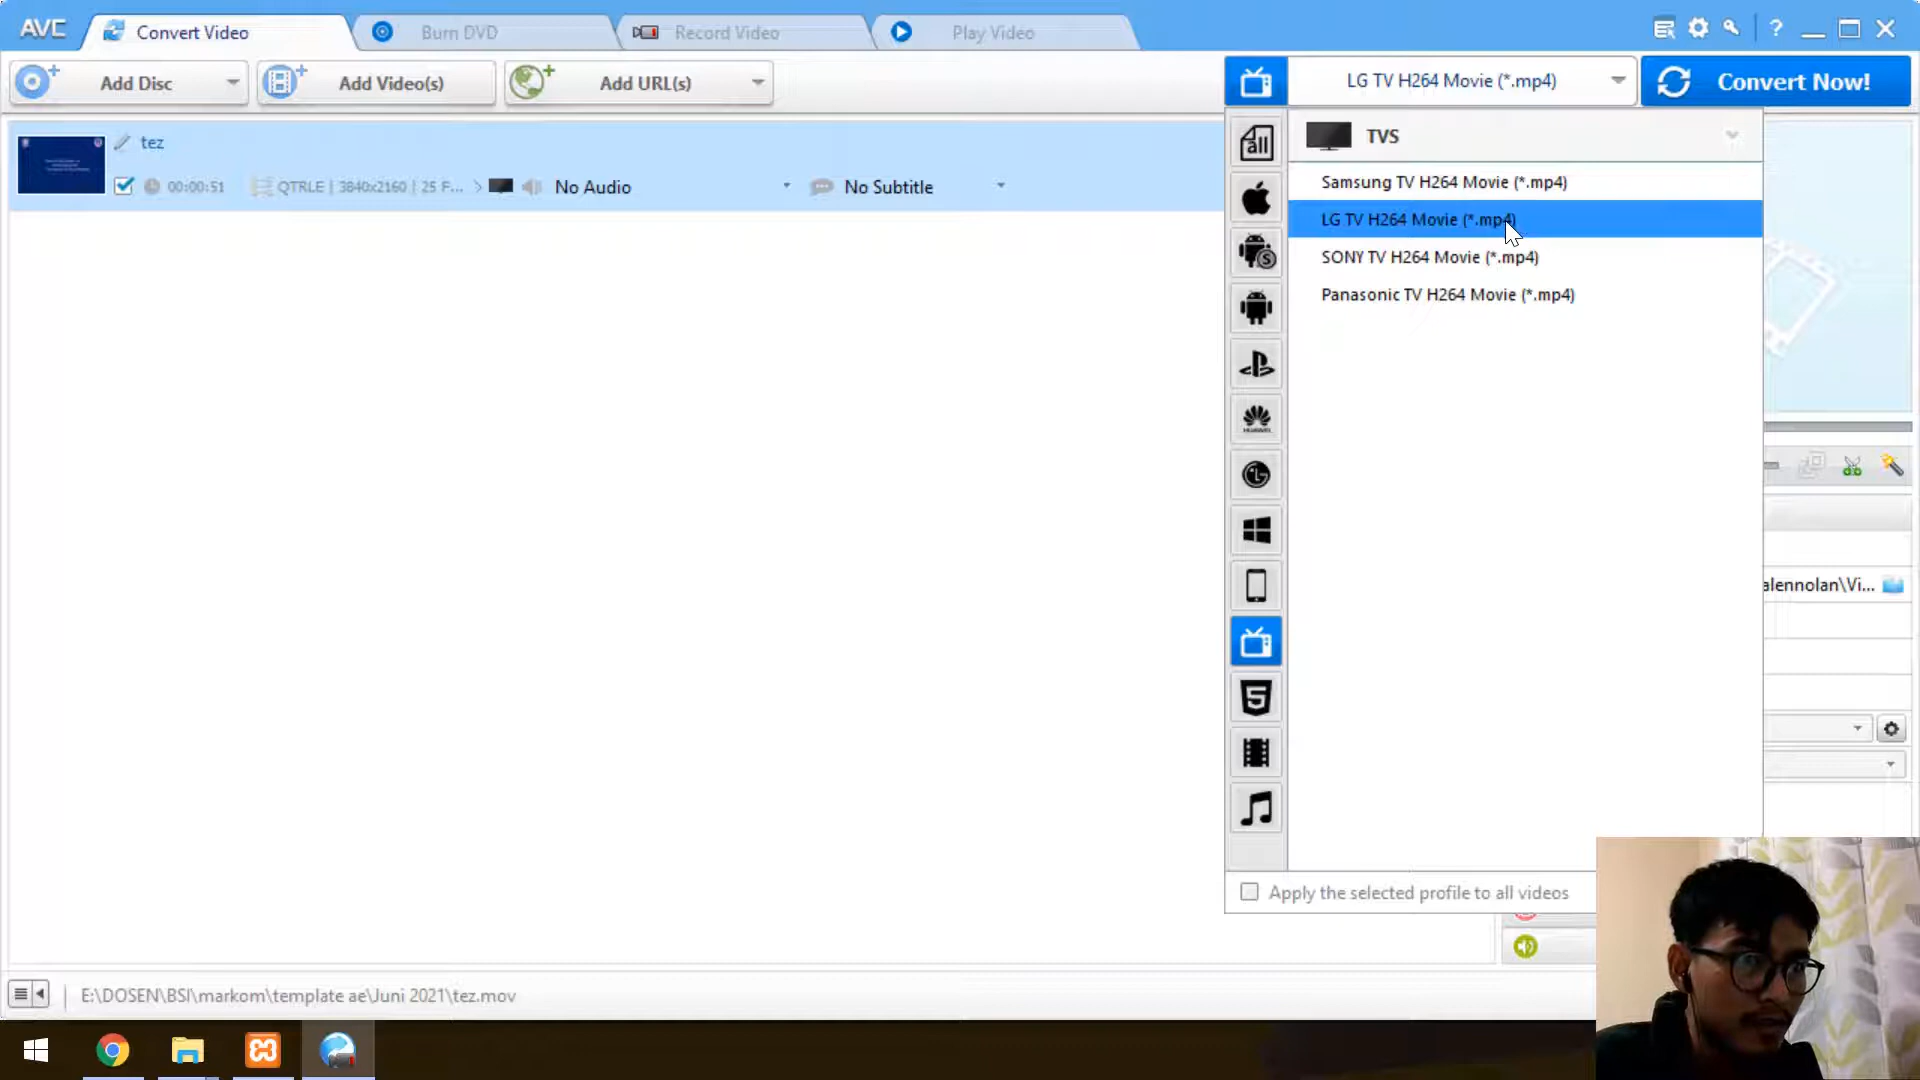 AVC
Convert Video
Burn DVD
Record Video
Play Video
Add Disc
Add Video(s)
Add URL(s)
LG TV H264 Movie (*.mp4)
Convert Now!
tez
00:00:51
QTRLE | 3840x2160 | 25 F...
No Audio
No Subtitle
all
TVS
Samsung TV H264 Movie (*.mp4)
LG TV H264 Movie (*.mp4)
SONY TV H264 Movie (*.mp4)
Panasonic TV H264 Movie (*.mp4)
HUAWEI
alennolan\Vi...
Apply the selected profile to all videos
E:\DOSEN\BSI\markom\template ae\Juni 2021\tez.mov